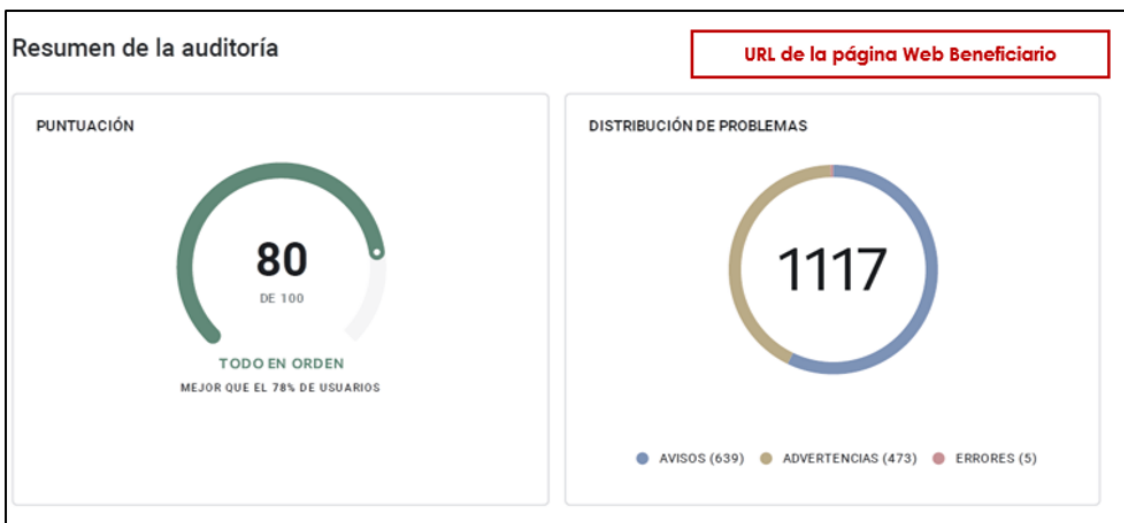 Resumen de la auditoría
URL de la página Web Beneficiario
PUNTUACIÓN
80
DE 100
TODO EN ORDEN
MEJOR QUE EL 78% DE USUARIOS
DISTRIBUCIÓN DE PROBLEMAS
1117
AVISOS (639) ADVERTENCIAS (473) ERRORES (5)